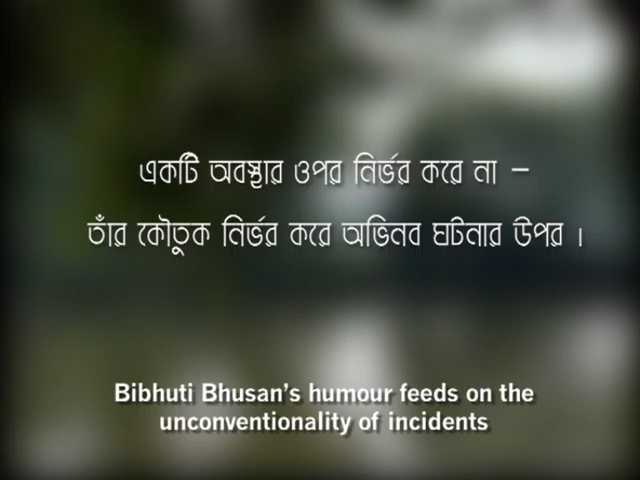 একটি অবস্থার ওপর নির্ভর করে না –
তাঁর কৌতুক নির্ভর করে অভিনব ঘটনার উপর ।
Bibhuti Bhusan’s humour feeds on the
unconventionality of incidents